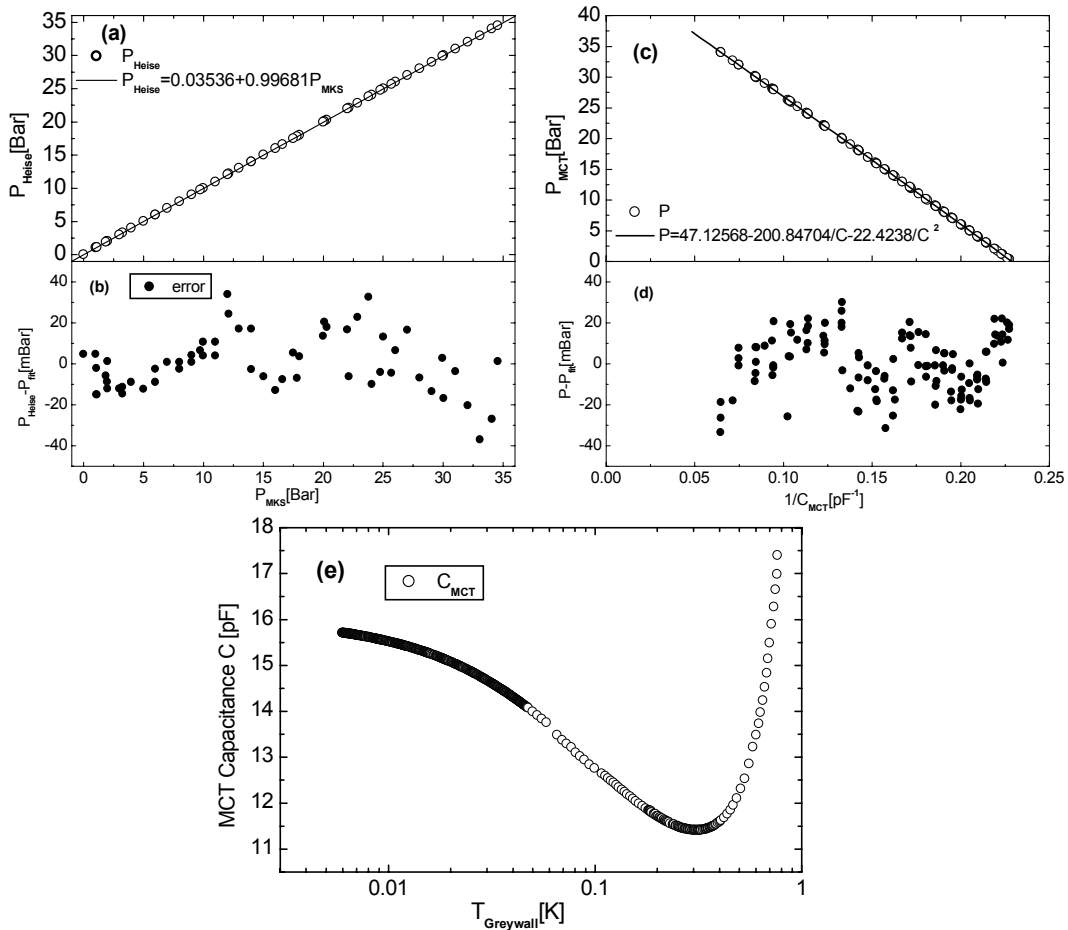 (a)
P_Heise
P_Heise=0.03536+0.99681P_MKS
P_Heise[Bar]
35
30
25
20
15
10
5
0
(b)
error
P_Heise-P_fit[mBar]
40
20
0
-20
-40
0 5 10 15 20 25 30 35
P_MKS[Bar]
(c)
P
P=47.12568-200.84704/C-22.4238/C²
P_MCT[Bar]
40
35
30
25
20
15
10
5
0
(d)
P-P_fit[mBar]
40
20
0
-20
-40
0.00 0.05 0.10 0.15 0.20 0.25
1/C_MCT[pF⁻¹]
(e)
C_MCT
MCT Capacitance C [pF]
18
17
16
15
14
13
12
11
0.01 0.1 1
T_Greywall[K]